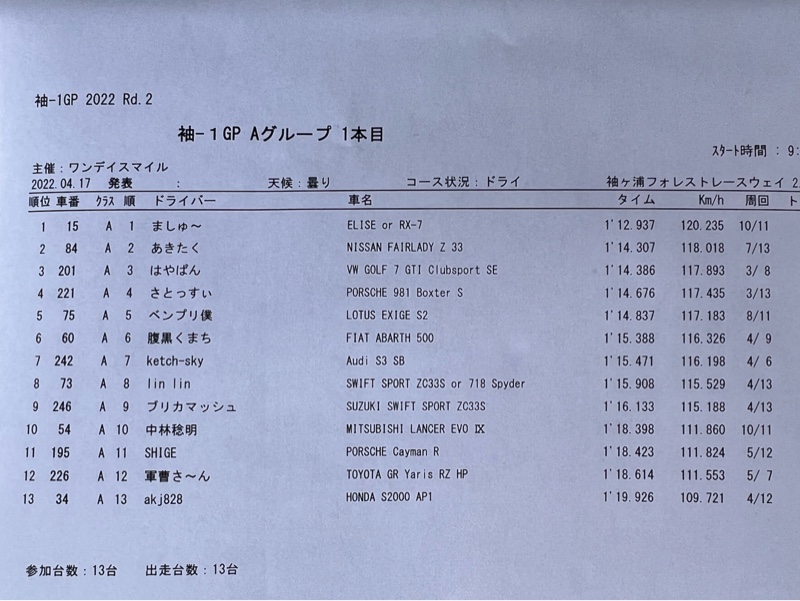 袖-1GP 2022 Rd.2
袖-１GP Aグループ 1本目
ｽﾀｰﾄ時間 : 9:
主催：ワンデイスマイル
2022.04.17 発表 : 天候：曇り コース状況：ドライ 袖ヶ浦フォレストレースウェイ 2.
順位 車番 ｸﾗｽ 順 ドライバー 車名 タイム Km/h 周回 ト
1 15 A 1 ましゅ〜 ELISE or RX-7 1'12.937 120.235 10/11
2 84 A 2 あきたく NISSAN FAIRLADY Z 33 1'14.307 118.018 7/13
3 201 A 3 はやぱん VW GOLF 7 GTI Clubsport SE 1'14.386 117.893 3/ 8
4 221 A 4 さとっすぃ PORSCHE 981 Boxter S 1'14.676 117.435 3/13
5 75 A 5 ベンプリ僕 LOTUS EXIGE S2 1'14.837 117.183 8/11
6 60 A 6 腹黒くまち FIAT ABARTH 500 1'15.388 116.326 4/ 9
7 242 A 7 ketch-sky Audi S3 SB 1'15.471 116.198 4/ 6
8 73 A 8 lin lin SWIFT SPORT ZC33S or 718 Spyder 1'15.908 115.529 4/13
9 246 A 9 プリカマッシュ SUZUKI SWIFT SPORT ZC33S 1'16.133 115.188 4/13
10 54 A 10 中林稔明 MITSUBISHI LANCER EVO Ⅸ 1'18.398 111.860 10/11
11 195 A 11 SHIGE PORSCHE Cayman R 1'18.423 111.824 5/12
12 226 A 12 軍曹さ〜ん TOYOTA GR Yaris RZ HP 1'18.614 111.553 5/ 7
13 34 A 13 akj828 HONDA S2000 AP1 1'19.926 109.721 4/12
参加台数：13台 出走台数：13台